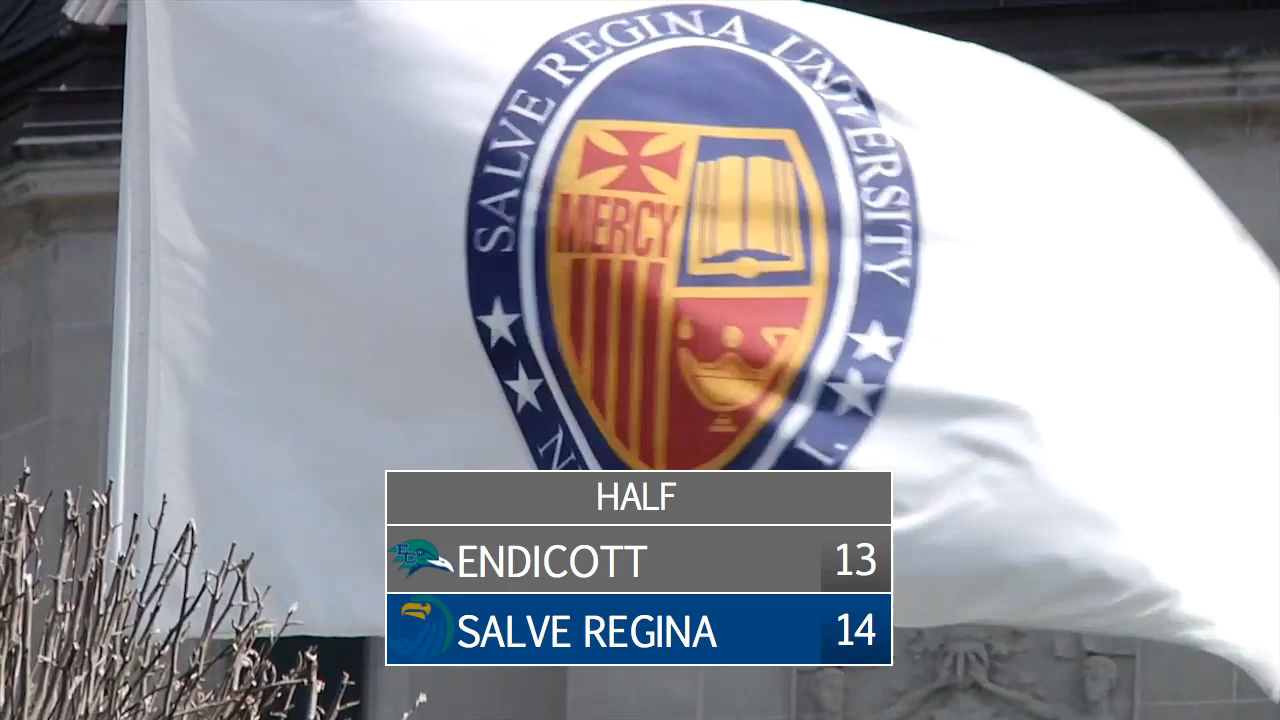 SALVE REGINA UNIVERSITY
MERCY
HALF
ENDICOTT 13
SALVE REGINA 14